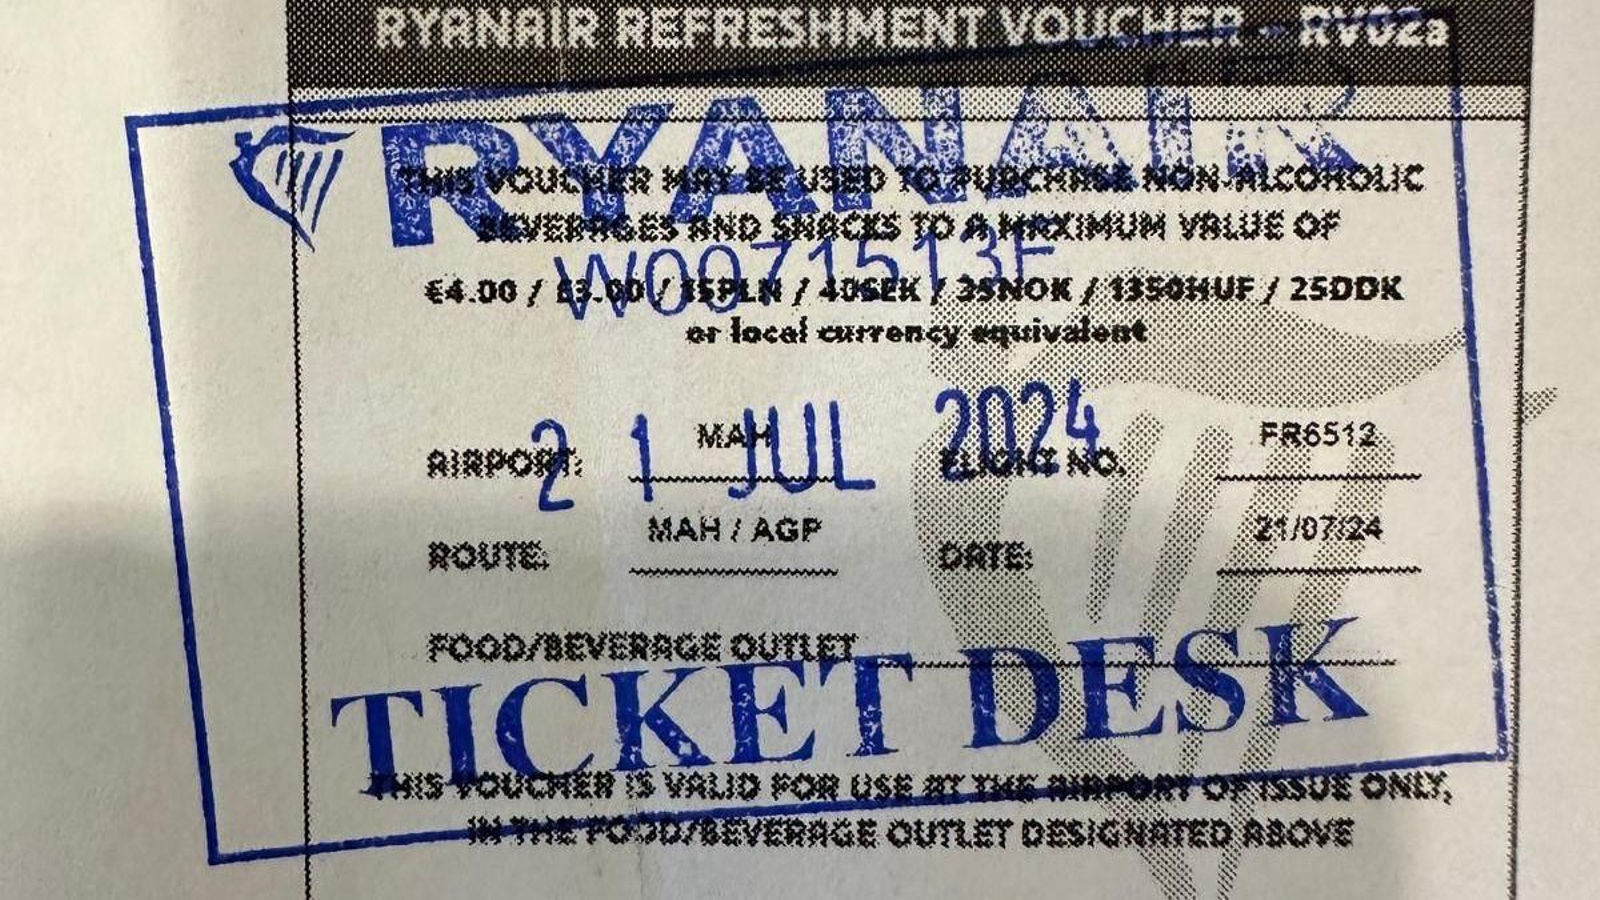 RYANAIR REFRESHMENT VOUCHER - RV02a
RYANAIR
THIS VOUCHER MAY BE USED TO PURCHASE NON-ALCOHOLIC
BEVERAGES AND SNACKS TO A MAXIMUM VALUE OF
W0071513F
€4.00 / £3.00 / 15PLN / 40SEK / 35NOK / 1350HUF / 25DDK
or local currency equivalent
21 JUL 2024
AIRPORT: MAH FLIGHT NO. FR6512
ROUTE: MAH / AGP DATE: 21/07/24
FOOD/BEVERAGE OUTLET
TICKET DESK
THIS VOUCHER IS VALID FOR USE AT THE AIRPORT OF ISSUE ONLY,
IN THE FOOD/BEVERAGE OUTLET DESIGNATED ABOVE